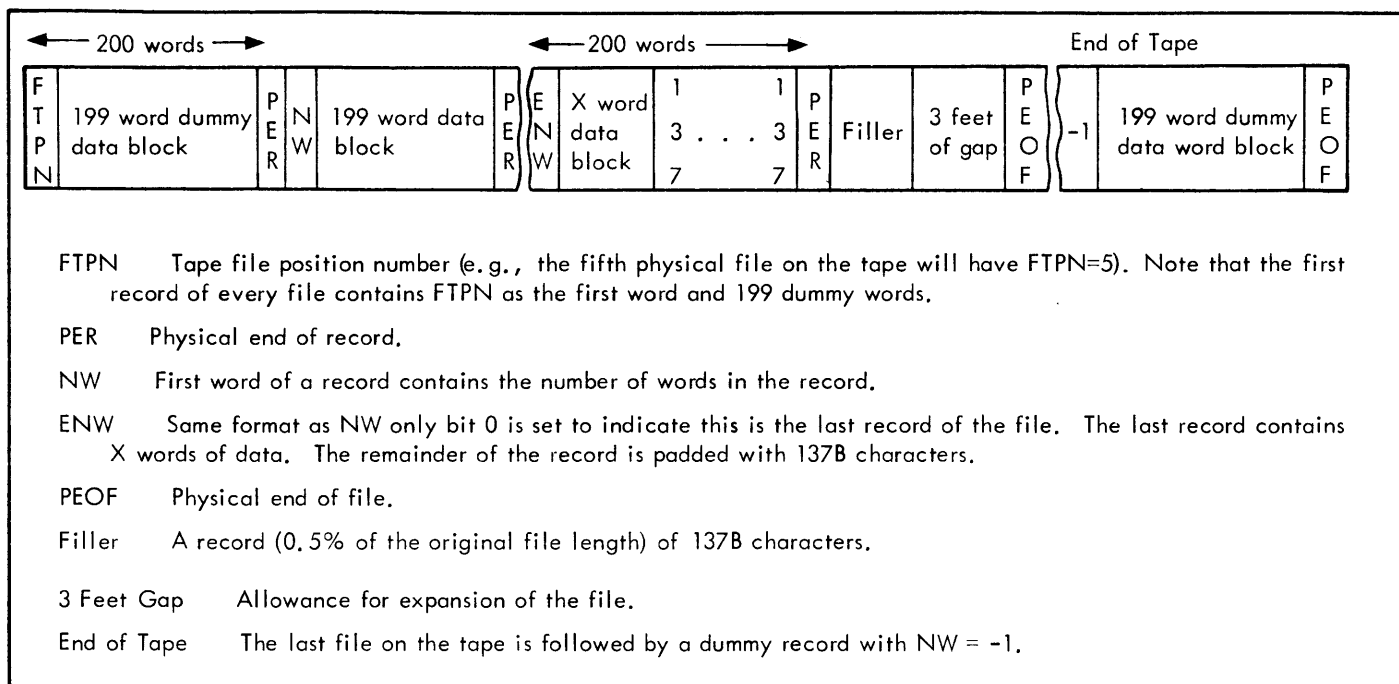 200 words 200 words End of Tape
FTPN 199 word dummy data block PER NW 199 word data block PER ENW X word data block 1 3 7 . . . 1 3 7 PER Filler 3 feet of gap PEOF -1 199 word dummy data word block PEOF
FTPN Tape file position number (e.g., the fifth physical file on the tape will have FTPN=5). Note that the first
record of every file contains FTPN as the first word and 199 dummy words.
PER Physical end of record.
NW First word of a record contains the number of words in the record.
ENW Same format as NW only bit 0 is set to indicate this is the last record of the file. The last record contains
X words of data. The remainder of the record is padded with 137B characters.
PEOF Physical end of file.
Filler A record (0.5% of the original file length) of 137B characters.
3 Feet Gap Allowance for expansion of the file.
End of Tape The last file on the tape is followed by a dummy record with NW = -1.